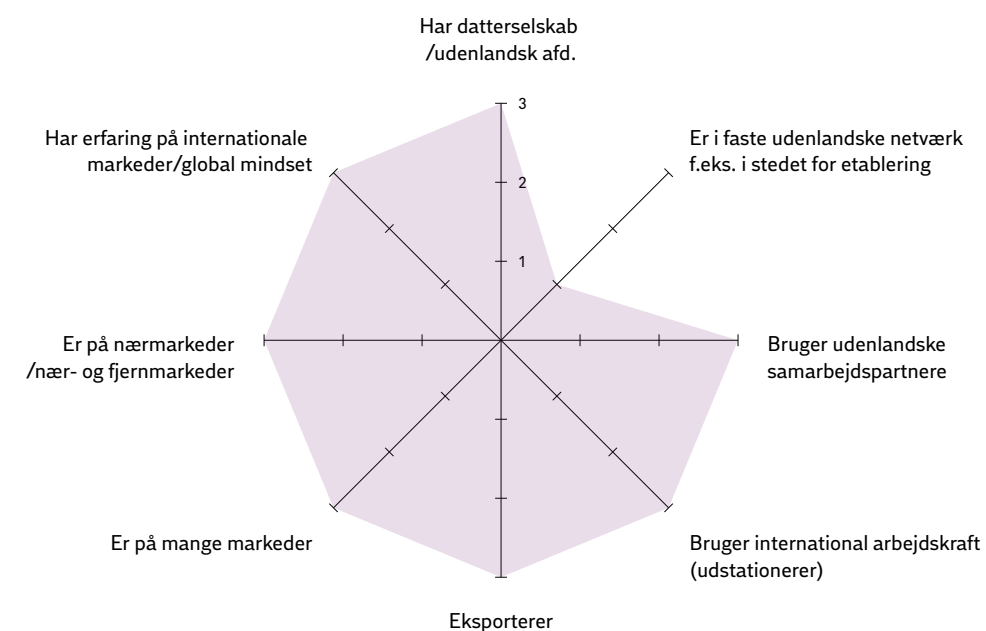 Har datterselskab
/udenlandsk afd.
3
Har erfaring på internationale
markeder/global mindset
Er i faste udenlandske netværk
f.eks. i stedet for etablering
2
1
Er på nærmarkeder
/nær- og fjernmarkeder
Bruger udenlandske
samarbejdspartnere
Er på mange markeder
Bruger international arbejdskraft
(udstationerer)
Eksporterer